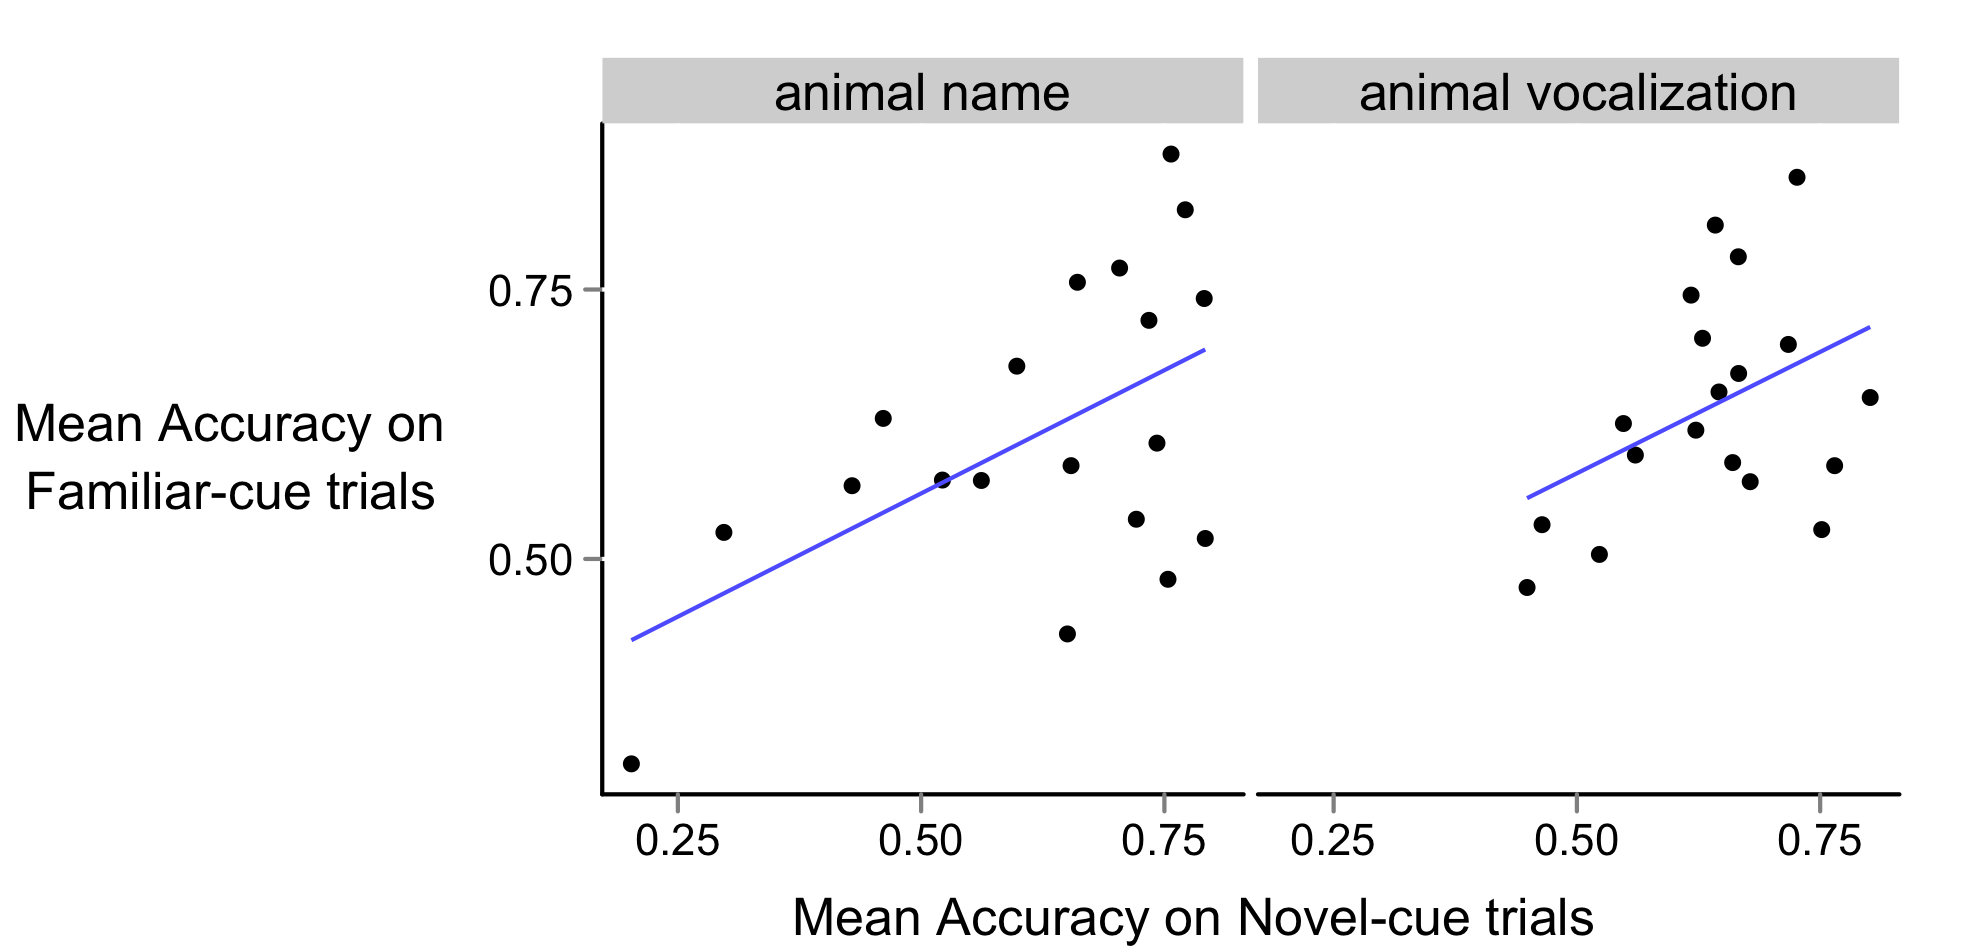 animal name
animal vocalization
0.75
0.50
Mean Accuracy on
Familiar-cue trials
0.25 0.50 0.75 0.25 0.50 0.75
Mean Accuracy on Novel-cue trials